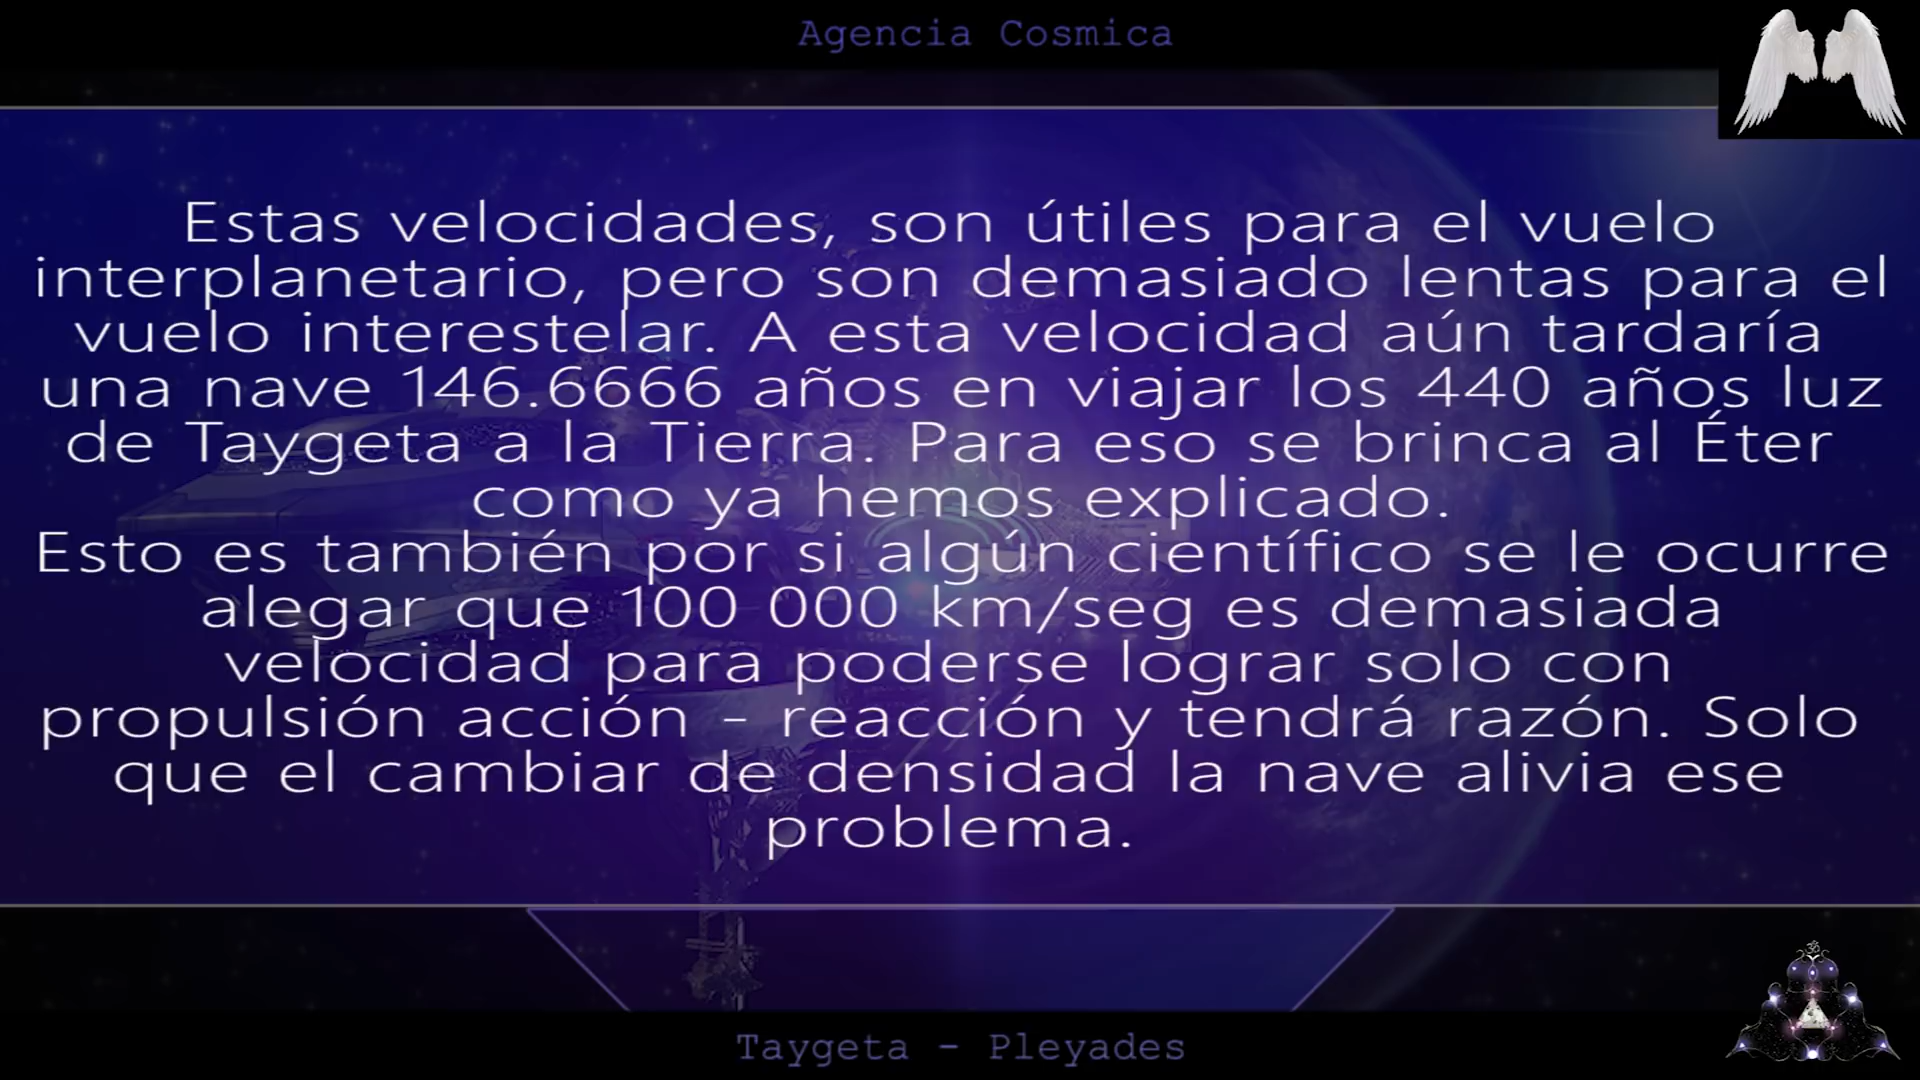 Agencia Cosmica
Estas velocidades, son útiles para el vuelo
interplanetario, pero son demasiado lentas para el
vuelo interestelar. A esta velocidad aún tardaría
una nave 146.6666 años en viajar los 440 años luz
de Taygeta a la Tierra. Para eso se brinca al Éter
como ya hemos explicado.
Esto es también por si algún científico se le ocurre
alegar que 100 000 km/seg es demasiada
velocidad para poderse lograr solo con
propulsión acción - reacción y tendrá razón. Solo
que el cambiar de densidad la nave alivia ese
problema.
Taygeta - Pleyades
ॐ